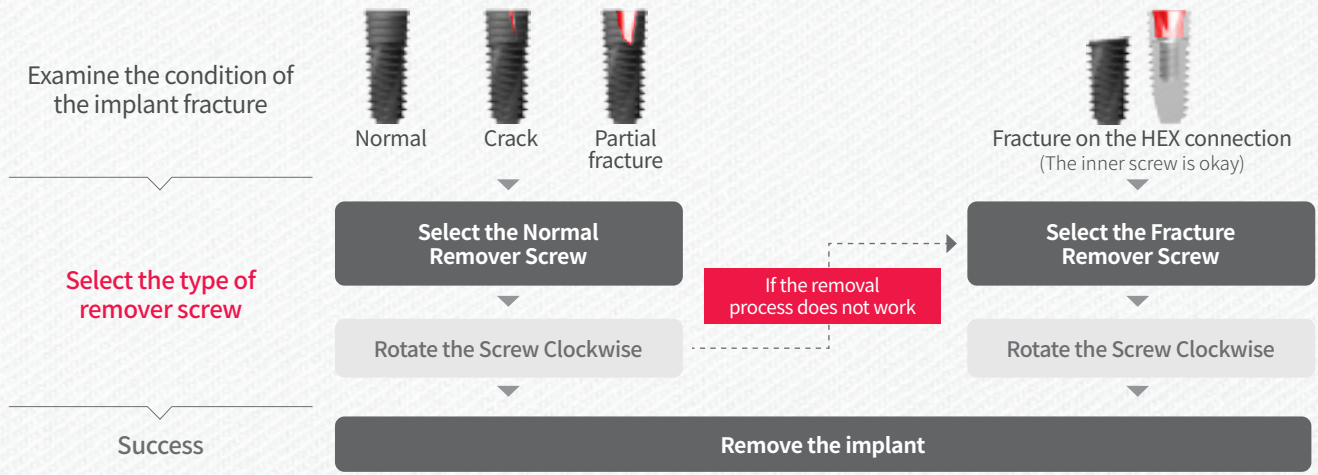 Examine the condition of
the implant fracture
Normal
Crack
Partial
fracture
Fracture on the HEX connection
(The inner screw is okay)
Select the type of
remover screw
Select the Normal
Remover Screw
If the removal
process does not work
Select the Fracture
Remover Screw
Rotate the Screw Clockwise
Rotate the Screw Clockwise
Success
Remove the implant